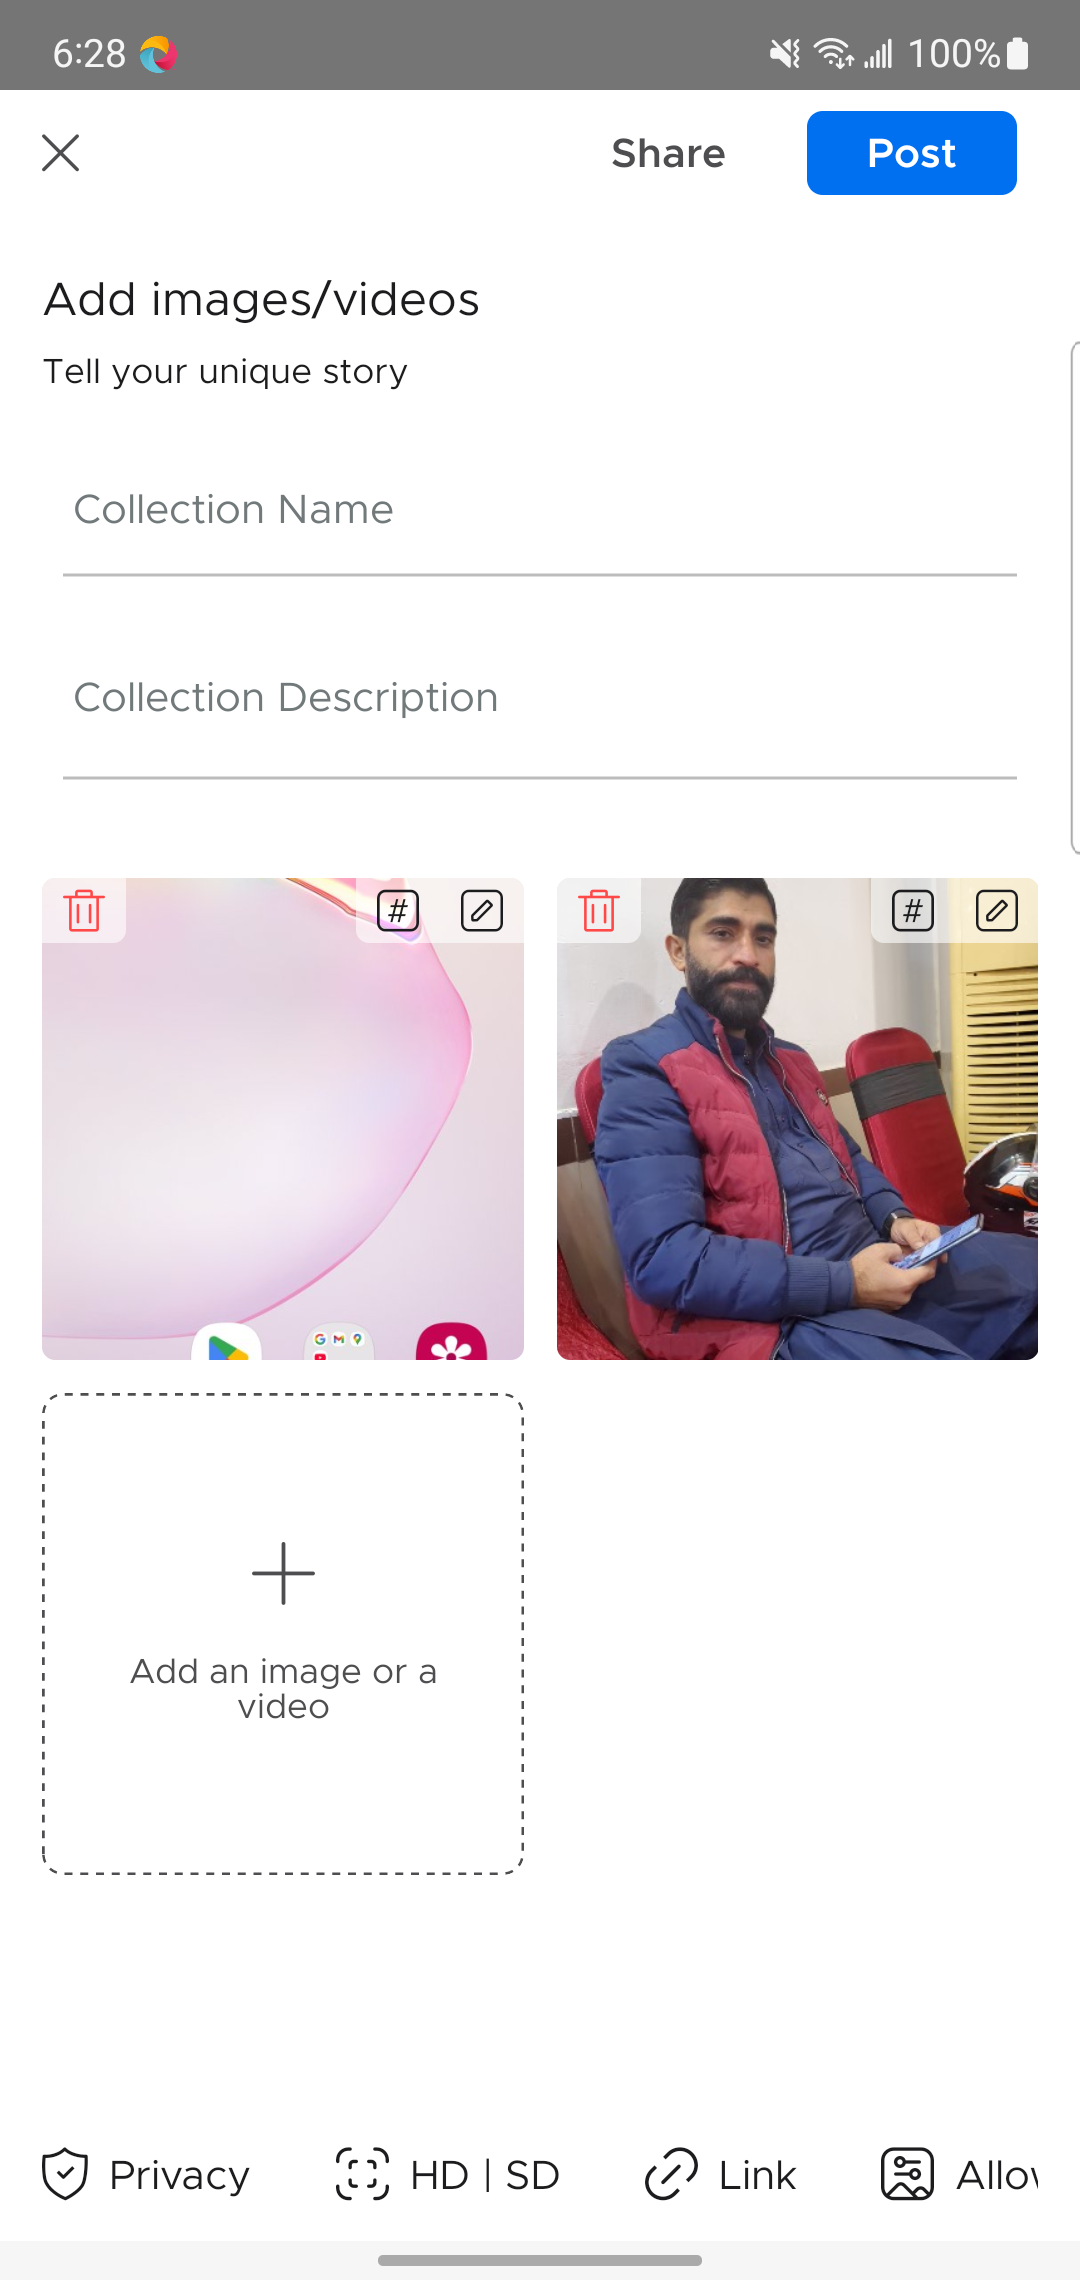 6:28 100%
Share Post
Add images/videos
Tell your unique story
Collection Name
Collection Description
# #
Add an image or a
video
Privacy HD | SD Link Allo